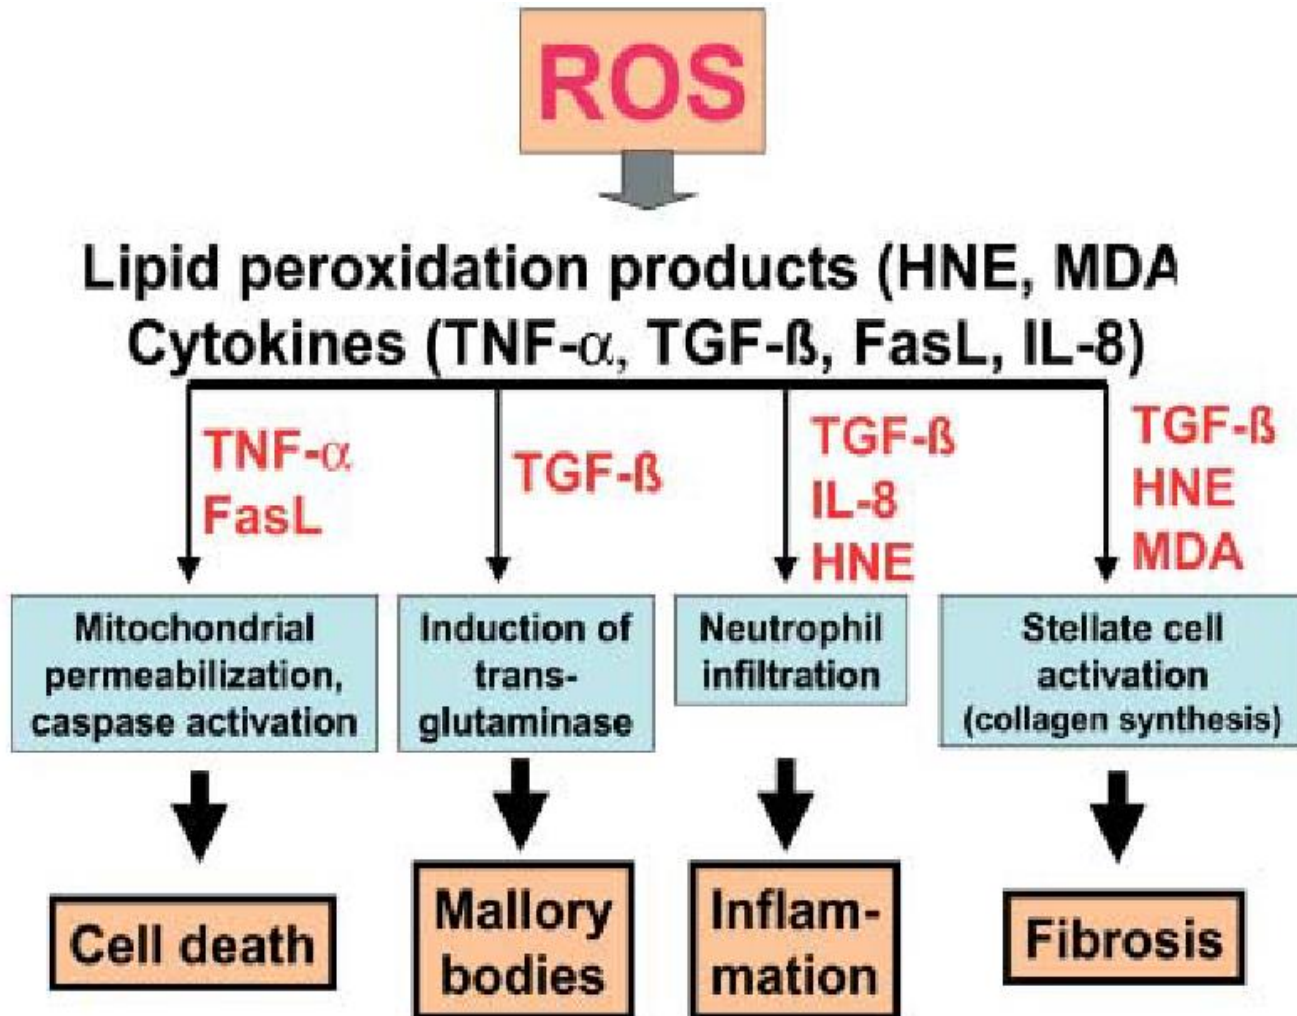 ROS
Lipid peroxidation products (HNE, MDA
Cytokines (TNF-α, TGF-ß, FasL, IL-8)
TNF-α
FasL
TGF-ß
TGF-ß
IL-8
HNE
TGF-ß
HNE
MDA
Mitochondrial
permeabilization,
caspase activation
Induction of
trans-
glutaminase
Neutrophil
infiltration
Stellate cell
activation
(collagen synthesis)
Cell death
Mallory
bodies
Inflam-
mation
Fibrosis